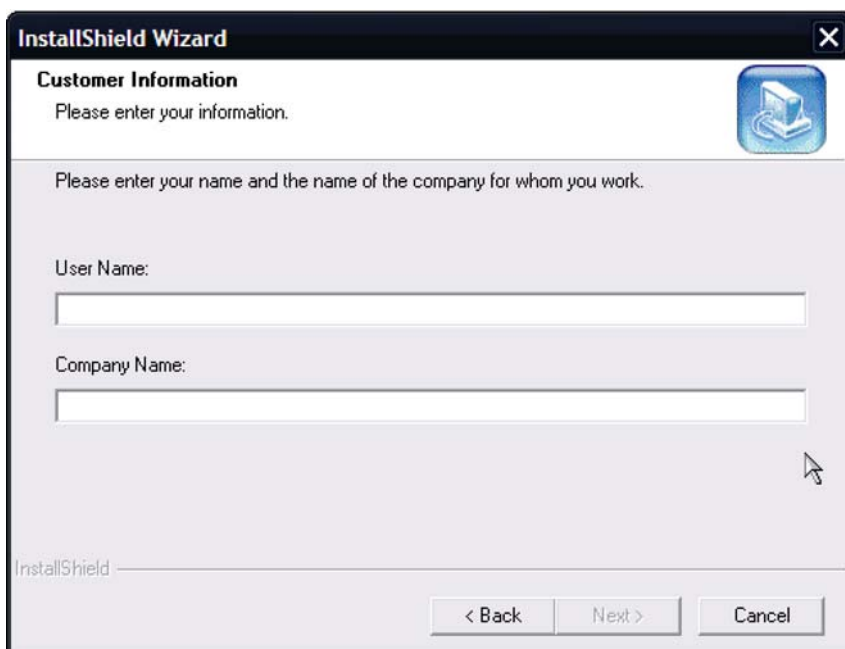 InstallShield Wizard
Customer Information
Please enter your information.
Please enter your name and the name of the company for whom you work.
User Name:
Company Name:
InstallShield
< Back Next > Cancel